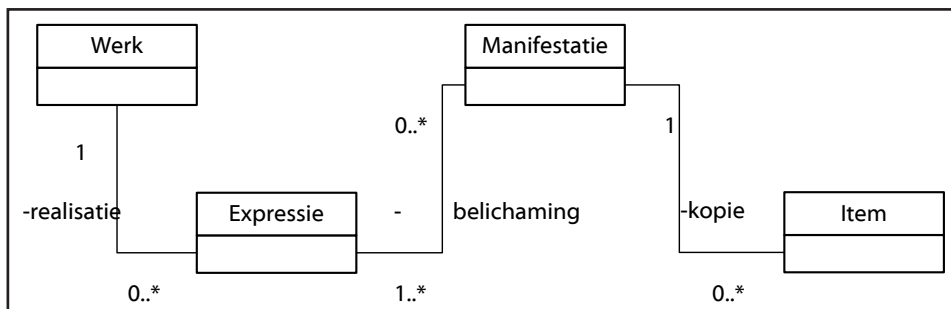 Werk
Manifestatie
0..*
1
1
-realisatie
Expressie
-
belichaming
-kopie
Item
0..*
1..*
0..*